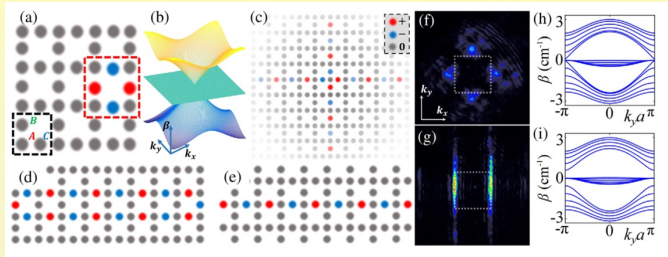 (a)
B
A C
(b)
β
k_y k_x
(c)
+
−
0
(d)
(e)
(f)
k_y
k_x
(g)
(h)
β (cm⁻¹)
3
0
3
-π 0 k_y a π
(i)
β (cm⁻¹)
3
0
3
-π 0 k_y a π